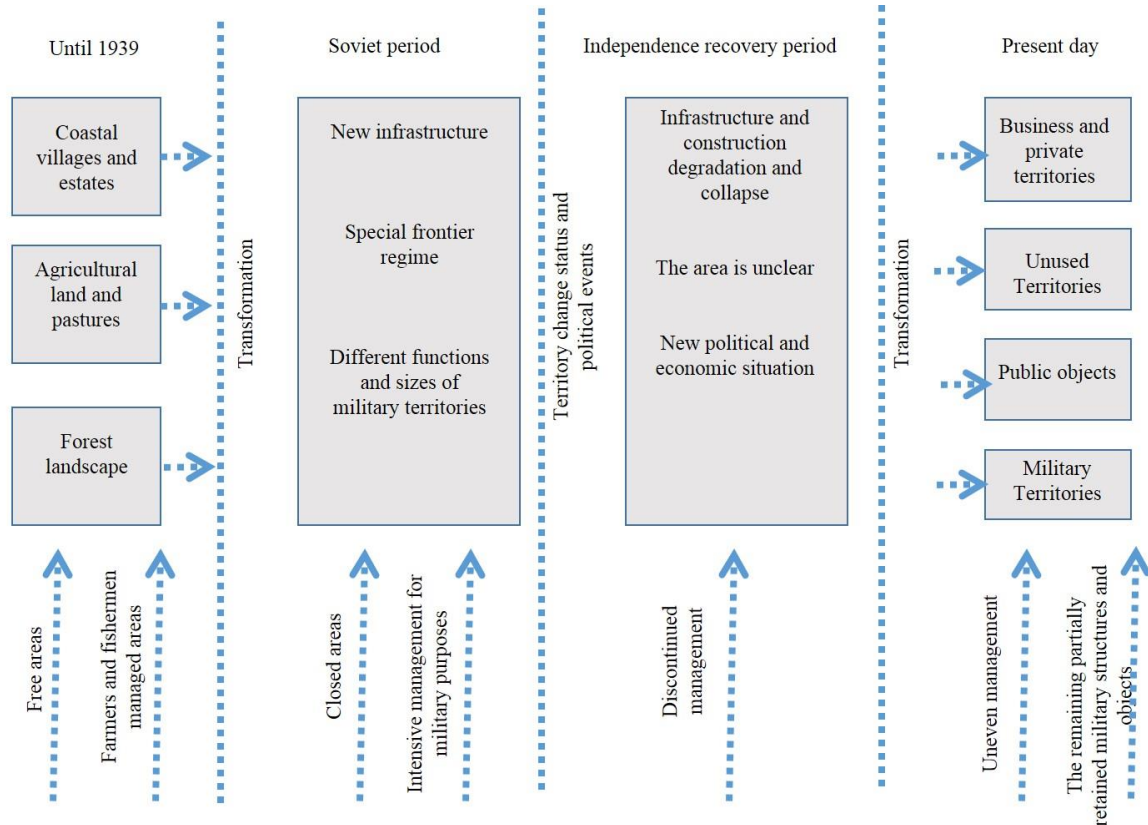 Until 1939
Soviet period
Independence recovery period
Present day
Coastal
villages and
estates
Agricultural
land and
pastures
Forest
landscape
Transformation
New infrastructure
Special frontier
regime
Different functions
and sizes of
military territories
Territory change status and
political events
Infrastructure and
construction
degradation and
collapse
The area is unclear
New political and
economic situation
Transformation
Business and
private
territories
Unused
Territories
Public objects
Military
Territories
Free areas
Farmers and fishermen
managed areas
Closed areas
Intensive management for
military purposes
Discontinued
management
Uneven management
The remaining partially
retained military structures and
objects